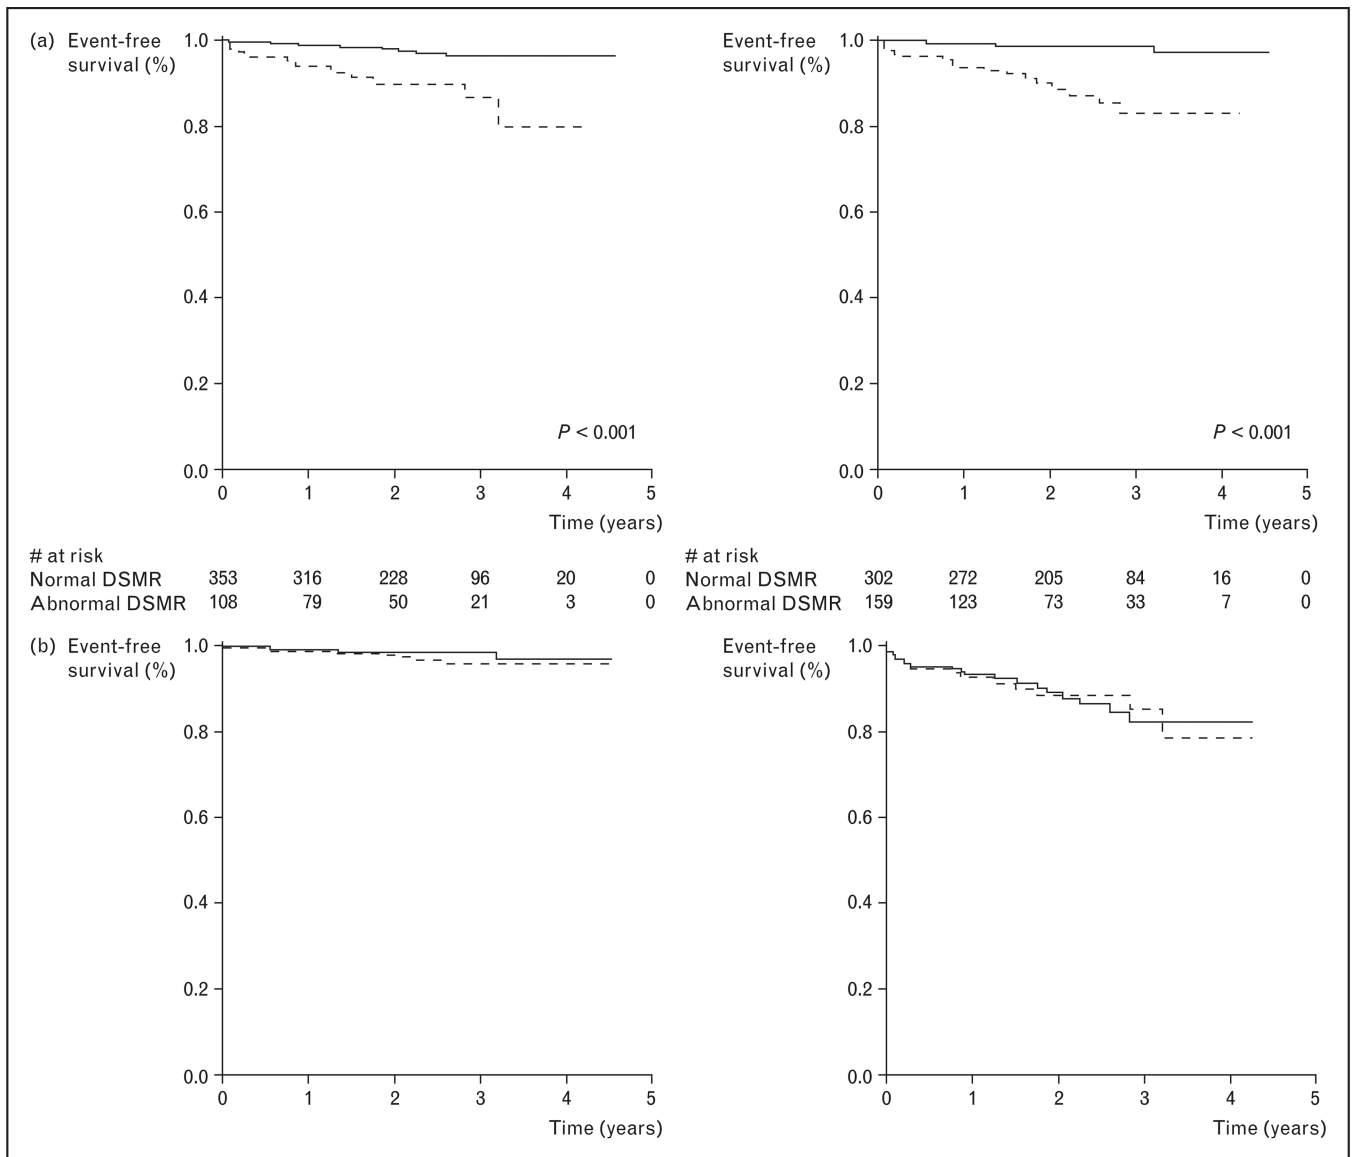 (a) Event-free survival (%)
1.0
0.8
0.6
0.4
0.2
0.0
P < 0.001
0 1 2 3 4 5
Time (years)
# at risk
Normal DSMR 353 316 228 96 20 0
Abnormal DSMR 108 79 50 21 3 0
Event-free survival (%)
1.0
0.8
0.6
0.4
0.2
0.0
P < 0.001
0 1 2 3 4 5
Time (years)
# at risk
Normal DSMR 302 272 205 84 16 0
Abnormal DSMR 159 123 73 33 7 0
(b) Event-free survival (%)
1.0
0.8
0.6
0.4
0.2
0.0
0 1 2 3 4 5
Time (years)
Event-free survival (%)
1.0
0.8
0.6
0.4
0.2
0.0
0 1 2 3 4 5
Time (years)